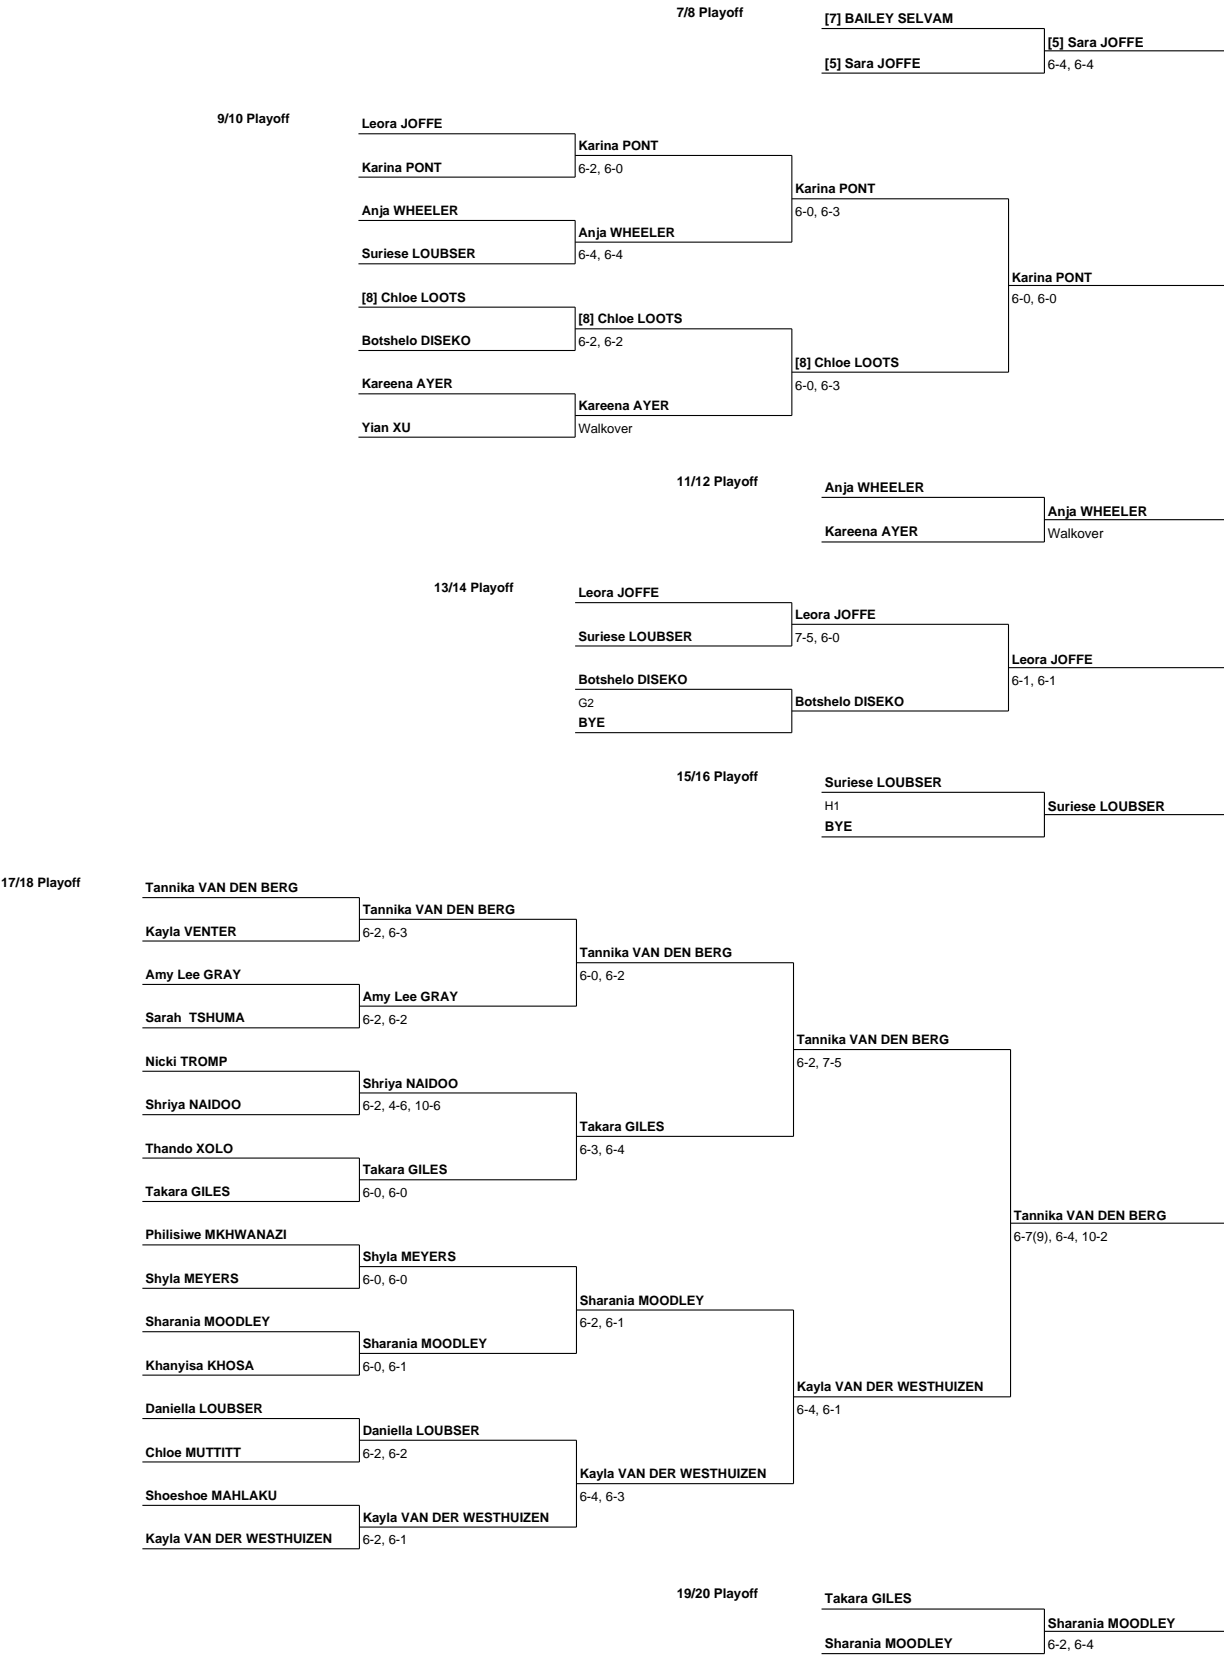 7/8 Playoff
[7] BAILEY SELVAM
[5] Sara JOFFE
[5] Sara JOFFE
6-4, 6-4
9/10 Playoff
Leora JOFFE
Karina PONT
Karina PONT
6-2, 6-0
Karina PONT
Anja WHEELER
6-0, 6-3
Anja WHEELER
Suriese LOUBSER
6-4, 6-4
Karina PONT
[8] Chloe LOOTS
6-0, 6-0
[8] Chloe LOOTS
Botshelo DISEKO
6-2, 6-2
[8] Chloe LOOTS
Kareena AYER
6-0, 6-3
Kareena AYER
Yian XU
Walkover
11/12 Playoff
Anja WHEELER
Anja WHEELER
Kareena AYER
Walkover
13/14 Playoff
Leora JOFFE
Leora JOFFE
Suriese LOUBSER
7-5, 6-0
Leora JOFFE
Botshelo DISEKO
6-1, 6-1
G2
Botshelo DISEKO
BYE
15/16 Playoff
Suriese LOUBSER
H1
Suriese LOUBSER
BYE
17/18 Playoff
Tannika VAN DEN BERG
Tannika VAN DEN BERG
Kayla VENTER
6-2, 6-3
Tannika VAN DEN BERG
Amy Lee GRAY
6-0, 6-2
Amy Lee GRAY
Sarah  TSHUMA
6-2, 6-2
Tannika VAN DEN BERG
Nicki TROMP
6-2, 7-5
Shriya NAIDOO
Shriya NAIDOO
6-2, 4-6, 10-6
Takara GILES
Thando XOLO
6-3, 6-4
Takara GILES
Takara GILES
6-0, 6-0
Tannika VAN DEN BERG
Philisiwe MKHWANAZI
6-7(9), 6-4, 10-2
Shyla MEYERS
Shyla MEYERS
6-0, 6-0
Sharania MOODLEY
Sharania MOODLEY
6-2, 6-1
Sharania MOODLEY
Khanyisa KHOSA
6-0, 6-1
Kayla VAN DER WESTHUIZEN
Daniella LOUBSER
6-4, 6-1
Daniella LOUBSER
Chloe MUTTITT
6-2, 6-2
Kayla VAN DER WESTHUIZEN
Shoeshoe MAHLAKU
6-4, 6-3
Kayla VAN DER WESTHUIZEN
Kayla VAN DER WESTHUIZEN
6-2, 6-1
19/20 Playoff
Takara GILES
Sharania MOODLEY
Sharania MOODLEY
6-2, 6-4